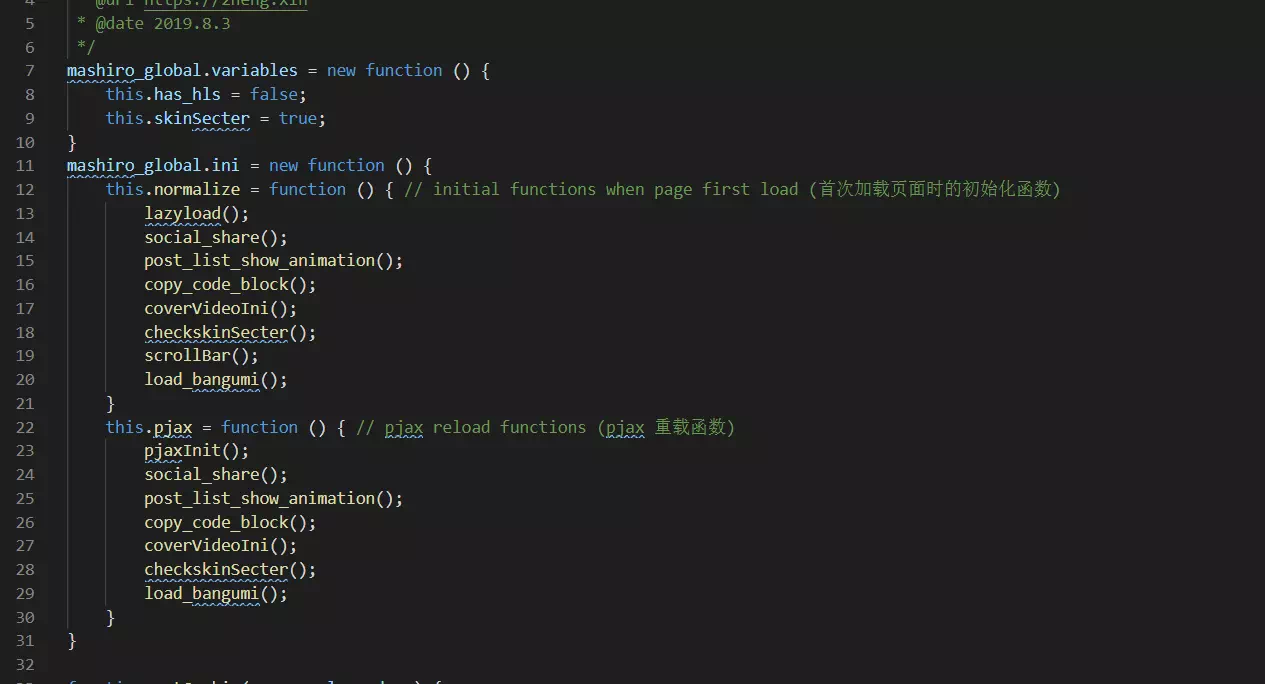 4 * @url https://2heng.xin
5 * @date 2019.8.3
6 */
7 mashiro_global.variables = new function () {
8 this.has_hls = false;
9 this.skinSecter = true;
10 }
11 mashiro_global.ini = new function () {
12 this.normalize = function () { // initial functions when page first load (首次加载页面时的初始化函数)
13 lazyload();
14 social_share();
15 post_list_show_animation();
16 copy_code_block();
17 coverVideoIni();
18 checkskinSecter();
19 scrollBar();
20 load_bangumi();
21 }
22 this.pjax = function () { // pjax reload functions (pjax 重载函数)
23 pjaxInit();
24 social_share();
25 post_list_show_animation();
26 copy_code_block();
27 coverVideoIni();
28 checkskinSecter();
29 load_bangumi();
30 }
31 }
32